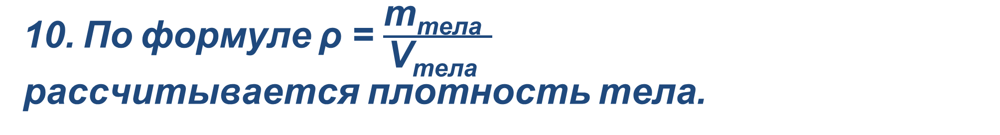 10. По формуле ρ = mтела / Vтела
рассчитывается плотность тела.